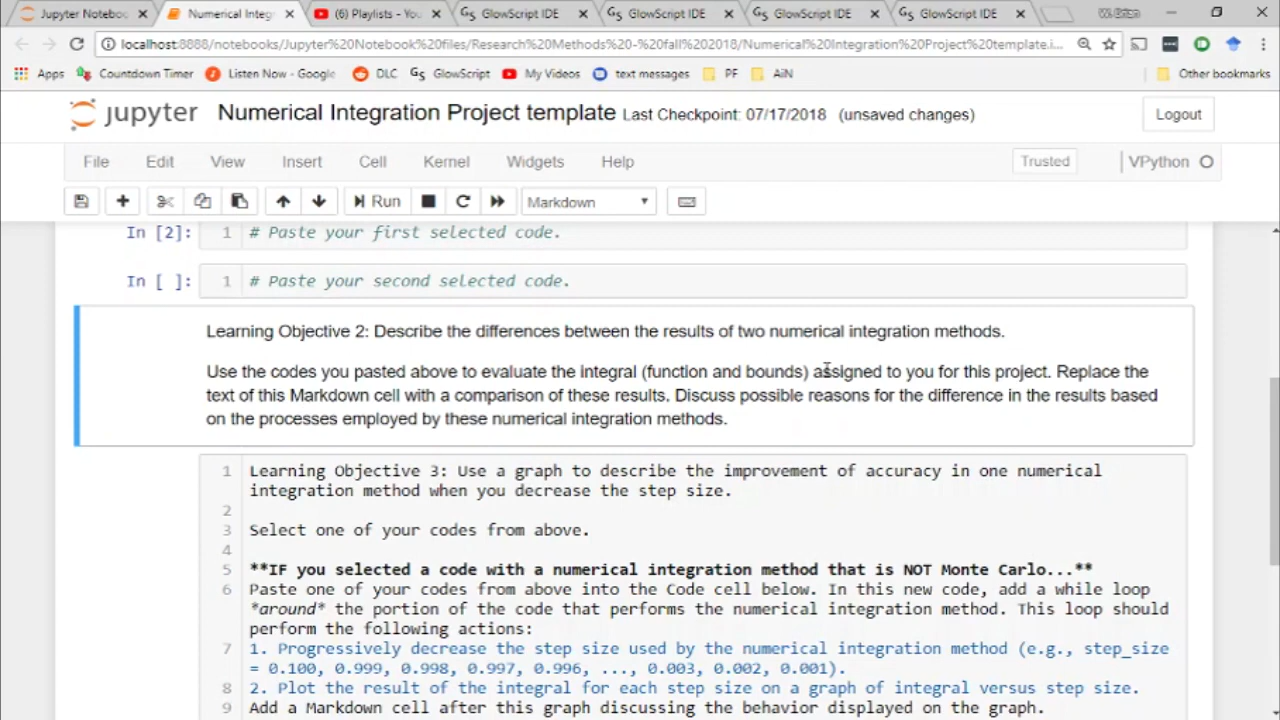 Jupyter Noteboo
Numerical Integ
(6) Playlists - You
GlowScript IDE
GlowScript IDE
GlowScript IDE
GlowScript IDE
localhost:8888/notebooks/Jupyter%20Notebook%20files/Research%20Methods%20-%20fall%202018/Numerical%20Integration%20Project%20template.i...
Apps Countdown Timer Listen Now - Google DLC GlowScript My Videos text messages PF AiN Other bookmarks
jupyter Numerical Integration Project template Last Checkpoint: 07/17/2018 (unsaved changes) Logout
File Edit View Insert Cell Kernel Widgets Help Trusted VPython
Run Markdown
In [2]: 1 # Paste your first selected code.
In [ ]: 1 # Paste your second selected code.
Learning Objective 2: Describe the differences between the results of two numerical integration methods.
Use the codes you pasted above to evaluate the integral (function and bounds) assigned to you for this project. Replace the
text of this Markdown cell with a comparison of these results. Discuss possible reasons for the difference in the results based
on the processes employed by these numerical integration methods.
1 Learning Objective 3: Use a graph to describe the improvement of accuracy in one numerical
integration method when you decrease the step size.
2
3 Select one of your codes from above.
4
5 **IF you selected a code with a numerical integration method that is NOT Monte Carlo...**
6 Paste one of your codes from above into the Code cell below. In this new code, add a while loop
*around* the portion of the code that performs the numerical integration method. This loop should
perform the following actions:
7 1. Progressively decrease the step size used by the numerical integration method (e.g., step_size
= 0.100, 0.999, 0.998, 0.997, 0.996, ..., 0.003, 0.002, 0.001).
8 2. Plot the result of the integral for each step size on a graph of integral versus step size.
9 Add a Markdown cell after this graph discussing the behavior displayed on the graph.